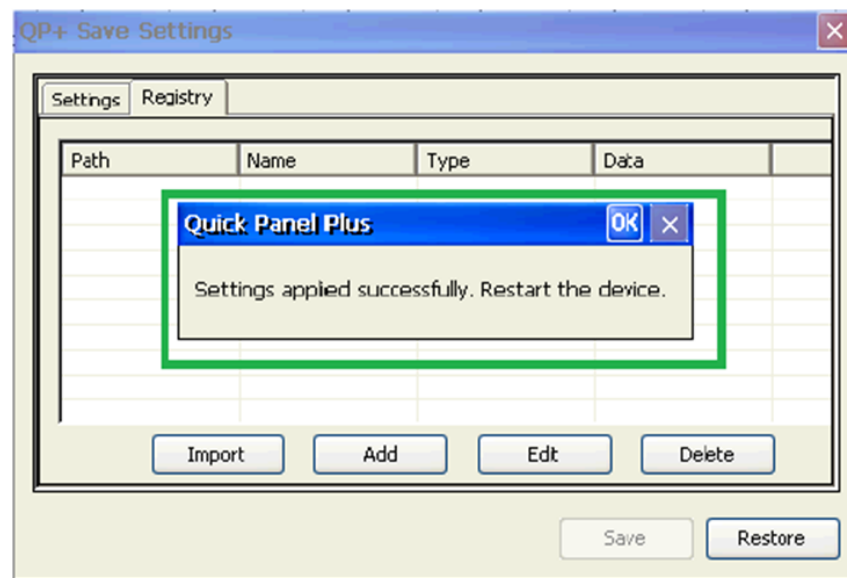 QP+ Save Settings
Settings Registry
Path Name Type Data
Quick Panel Plus OK
Settings applied successfully. Restart the device.
Import Add Edit Delete
Save Restore